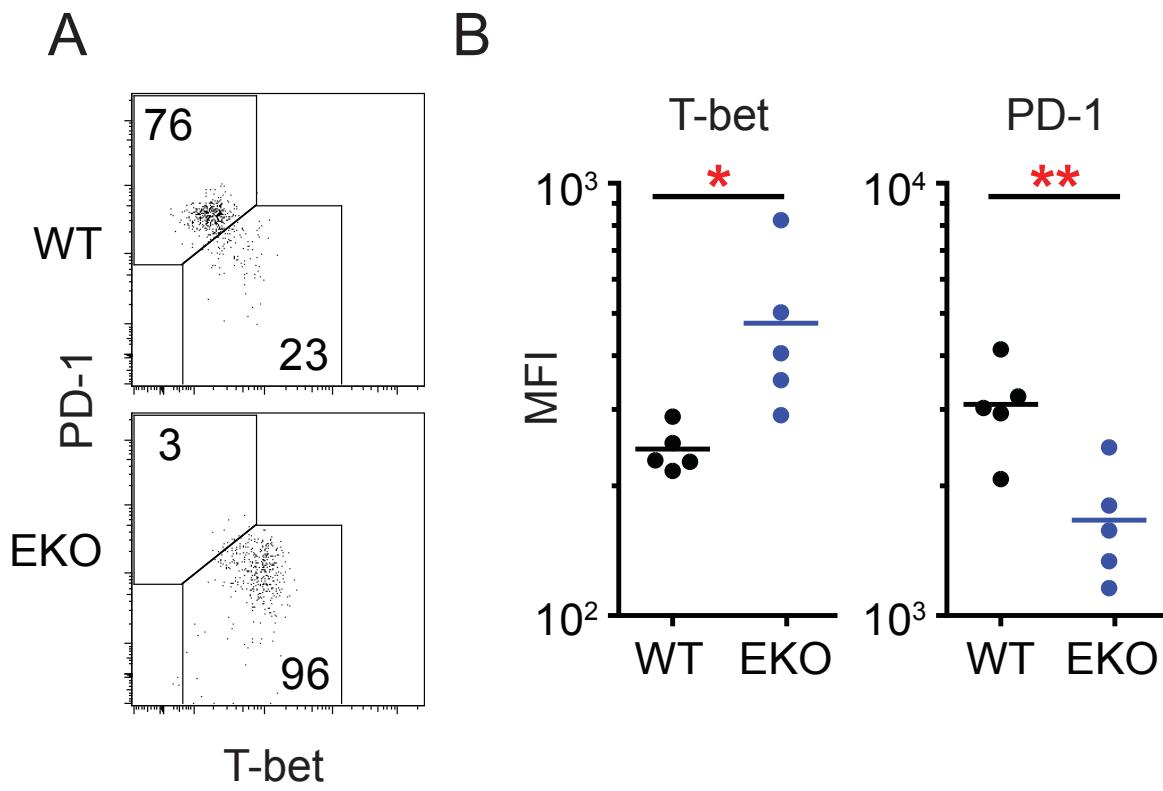 A
B
76
WT
23
PD-1
3
EKO
96
T-bet
T-bet
PD-1
*
**
10³
10⁴
MFI
10²
10³
WT EKO
WT EKO